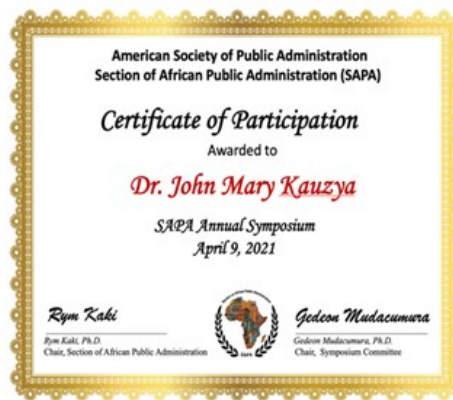 American Society of Public Administration
Section of African Public Administration (SAPA)
Certificate of Participation
Awarded to
Dr. John Mary Kauzya
SAPA Annual Symposium
April 9, 2021
Rym Kaki
Rym Kaki, Ph.D.
Chair, Section of African Public Administration
SAPA
Gedeon Mudacumura
Gedeon Mudacumura, Ph.D.
Chair, Symposium Committee